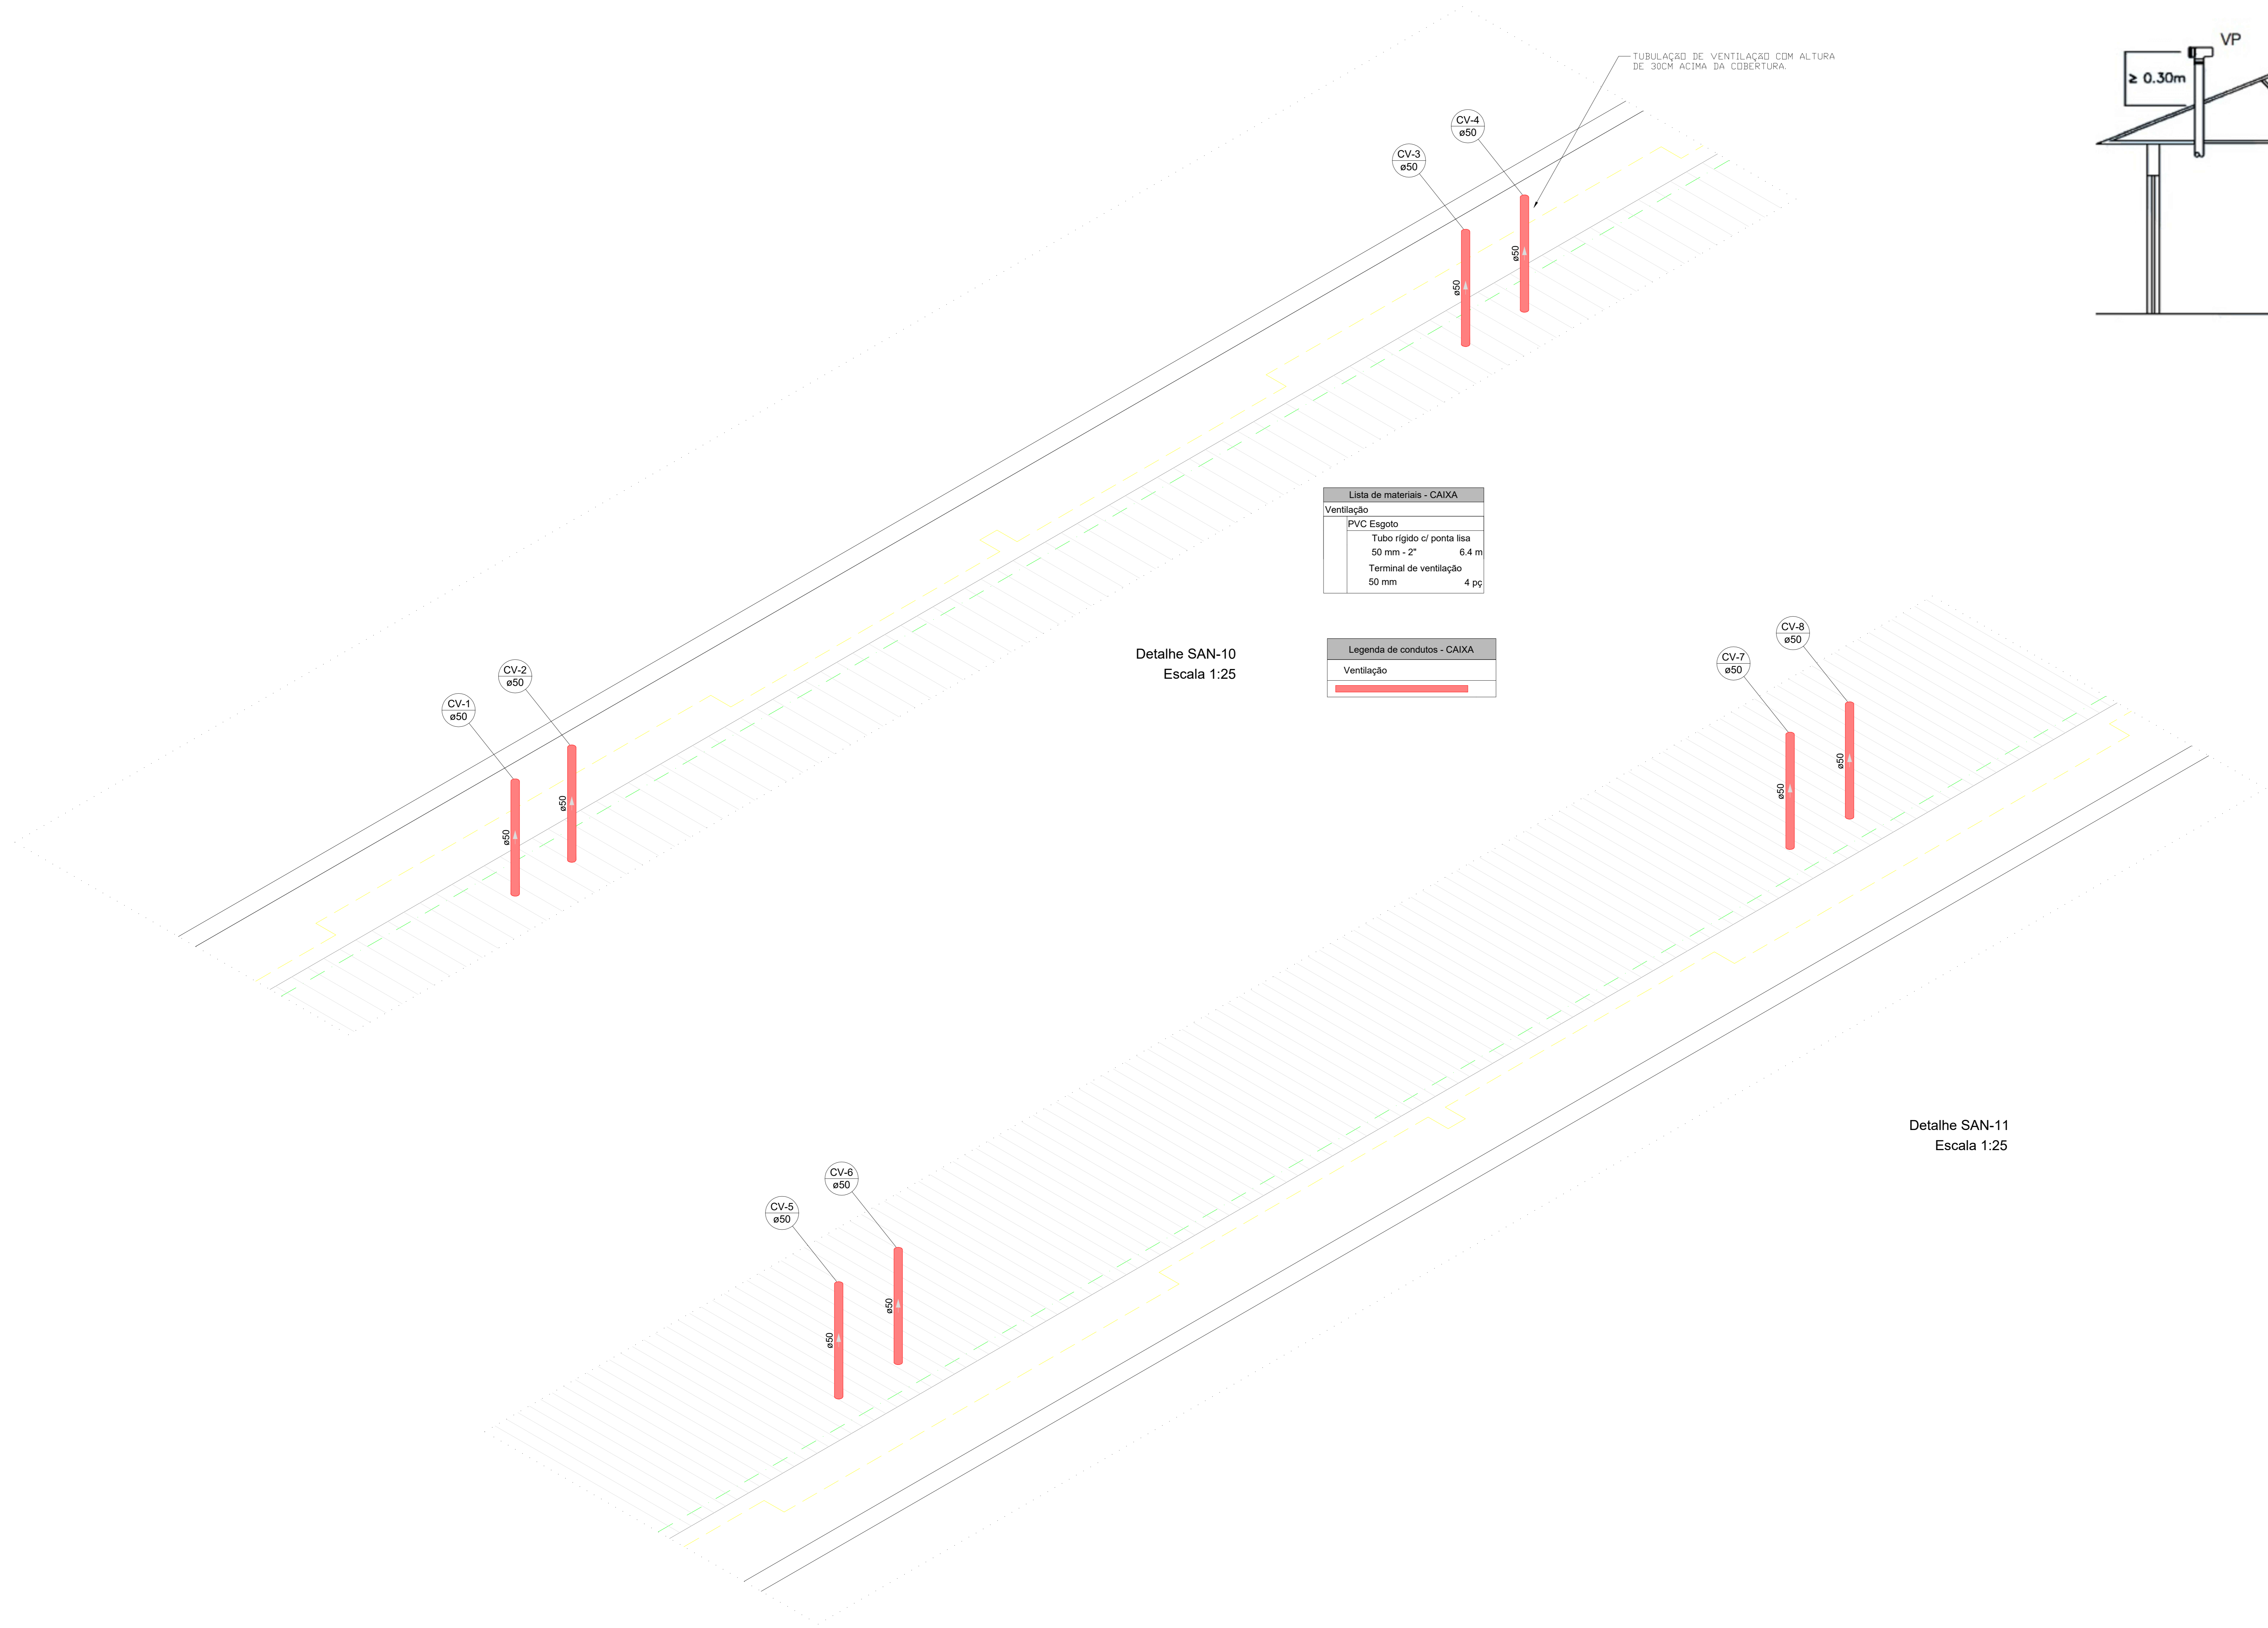 TUBULAÇÃO DE VENTILAÇÃO COM ALTURA
DE 30CM ACIMA DA COBERTURA.
VP
≥ 0.30m
CV-4
ø50
CV-3
ø50
ø50
ø50
Lista de materiais - CAIXA
Ventilação
PVC Esgoto
Tubo rígido c/ ponta lisa
50 mm - 2" 6.4 m
Terminal de ventilação
50 mm 4 pç
Detalhe SAN-10
Escala 1:25
Legenda de condutos - CAIXA
Ventilação
CV-2
ø50
CV-1
ø50
ø50
ø50
CV-8
ø50
CV-7
ø50
ø50
ø50
Detalhe SAN-11
Escala 1:25
CV-6
ø50
CV-5
ø50
ø50
ø50